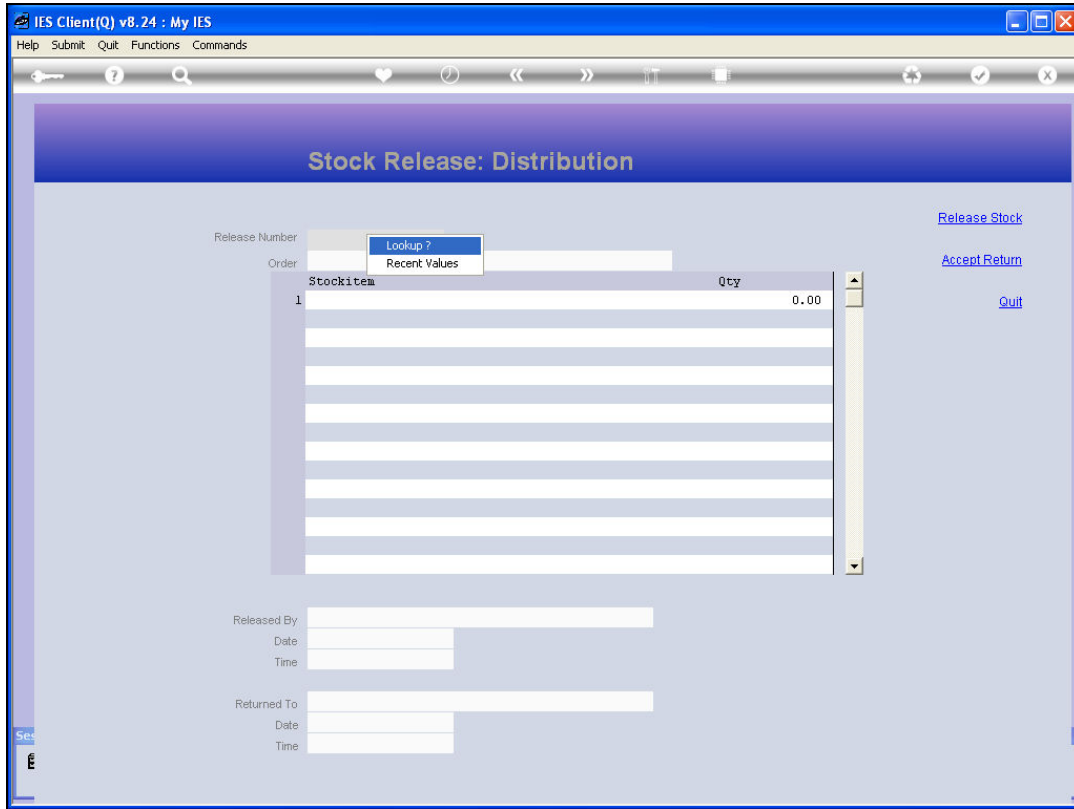 IES Client(Q) v8.24 : My IES
Help Submit Quit Functions Commands
Stock Release: Distribution
Release Stock
Release Number
Lookup ?
Order
Recent Values
Accept Return
Stockitem Qty
1 0.00
Quit
Released By
Date
Time
Returned To
Date
Time